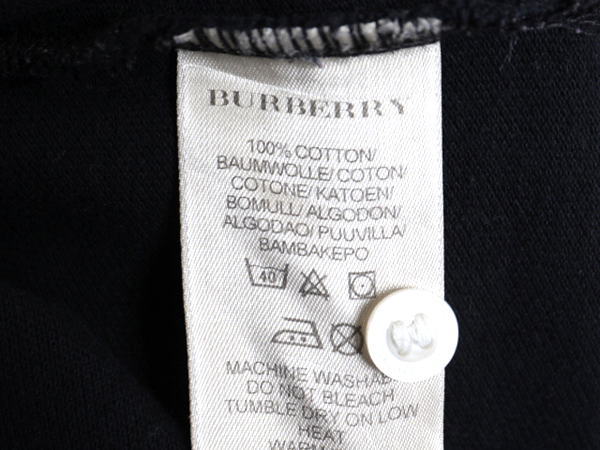 BURBERRY
100% COTTON/
BAUMWOLLE/ COTON/
COTONE/ KATOEN/
BOMULL/ ALGODON/
ALGODAO/ PUUVILLA/
BAMBAKEPO
40
MACHINE WASHAB
DO NOT BLEACH
TUMBLE DRY ON LOW
HEAT